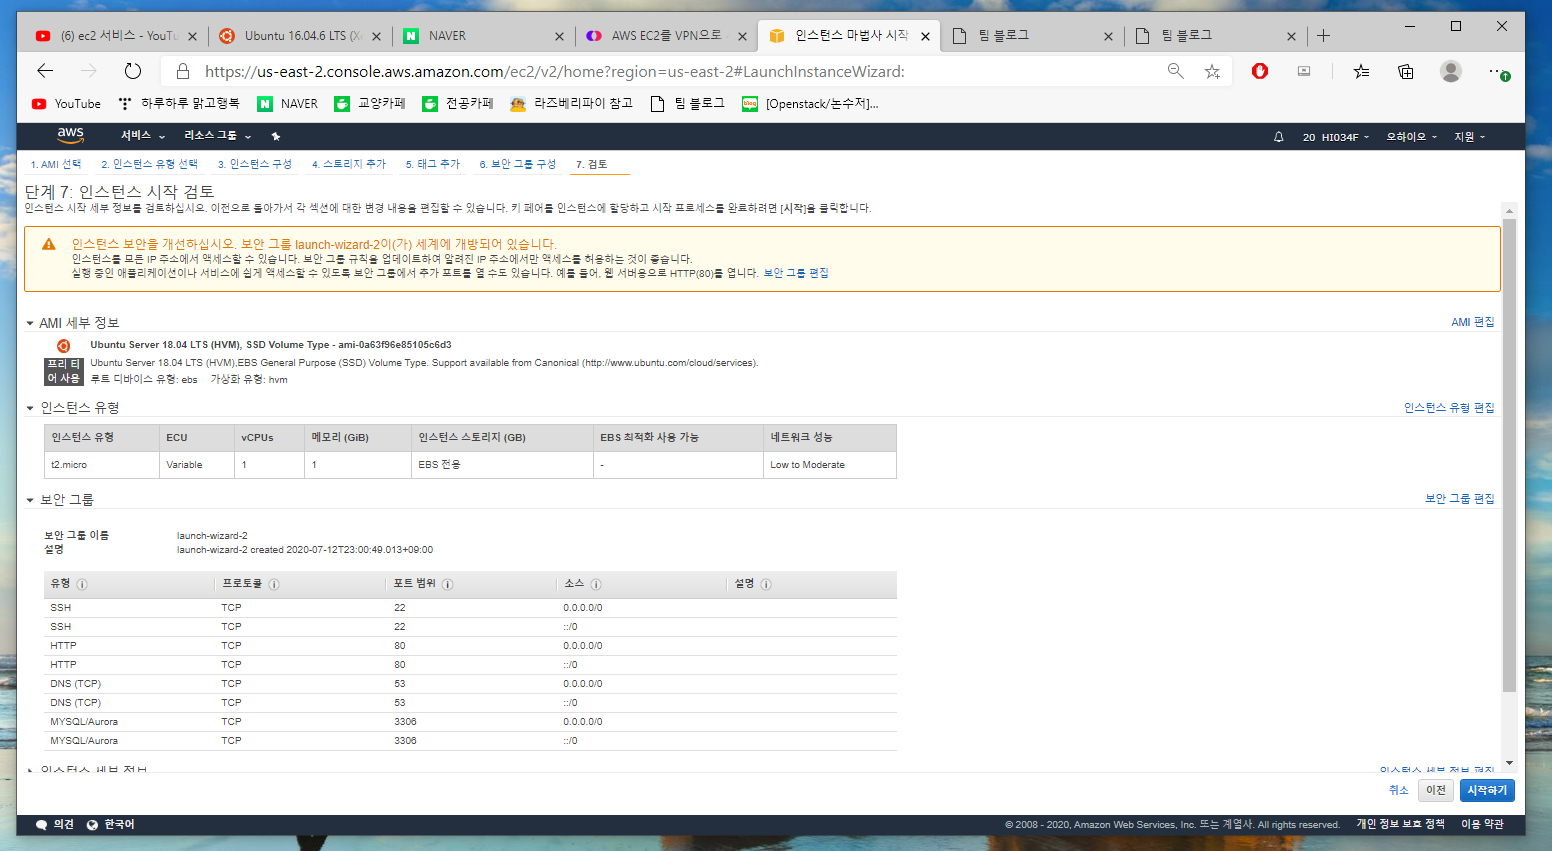 (6) ec2 서비스 - YouTu
Ubuntu 16.04.6 LTS (X
NAVER
AWS EC2를 VPN으로
인스턴스 마법사 시작
팀 블로그
팀 블로그
https://us-east-2.console.aws.amazon.com/ec2/v2/home?region=us-east-2#LaunchInstanceWizard:
YouTube
하루하루 맑고행복
NAVER
교양카페
전공카페
라즈베리파이 참고
팀 블로그
blog
[Openstack/논수저]...
aws
서비스
리소스 그룹
20 HI034F
오하이오
지원
1. AMI 선택
2. 인스턴스 유형 선택
3. 인스턴스 구성
4. 스토리지 추가
5. 태그 추가
6. 보안 그룹 구성
7. 검토
단계 7: 인스턴스 시작 검토
인스턴스 시작 세부 정보를 검토하십시오. 이전으로 돌아가서 각 섹션에 대한 변경 내용을 편집할 수 있습니다. 키 페어를 인스턴스에 할당하고 시작 프로세스를 완료하려면 [시작]을 클릭합니다.
인스턴스 보안을 개선하십시오. 보안 그룹 launch-wizard-2이(가) 세계에 개방되어 있습니다.
인스턴스를 모든 IP 주소에서 액세스할 수 있습니다. 보안 그룹 규칙을 업데이트하여 알려진 IP 주소에서만 액세스를 허용하는 것이 좋습니다.
실행 중인 애플리케이션이나 서비스에 쉽게 액세스할 수 있도록 보안 그룹에서 추가 포트를 열 수도 있습니다. 예를 들어, 웹 서버용으로 HTTP(80)를 엽니다. 보안 그룹 편집
AMI 세부 정보
AMI 편집
Ubuntu Server 18.04 LTS (HVM), SSD Volume Type - ami-0a63f96e85105c6d3
프리 티어 사용
Ubuntu Server 18.04 LTS (HVM),EBS General Purpose (SSD) Volume Type. Support available from Canonical (http://www.ubuntu.com/cloud/services).
루트 디바이스 유형: ebs 가상화 유형: hvm
인스턴스 유형
인스턴스 유형 편집
인스턴스 유형 ECU vCPUs 메모리 (GiB) 인스턴스 스토리지 (GB) EBS 최적화 사용 가능 네트워크 성능
t2.micro Variable 1 1 EBS 전용 - Low to Moderate
보안 그룹
보안 그룹 편집
보안 그룹 이름 launch-wizard-2
설명 launch-wizard-2 created 2020-07-12T23:00:49.013+09:00
유형 프로토콜 포트 범위 소스 설명
SSH TCP 22 0.0.0.0/0
SSH TCP 22 ::/0
HTTP TCP 80 0.0.0.0/0
HTTP TCP 80 ::/0
DNS (TCP) TCP 53 0.0.0.0/0
DNS (TCP) TCP 53 ::/0
MYSQL/Aurora TCP 3306 0.0.0.0/0
MYSQL/Aurora TCP 3306 ::/0
인스턴스 세부 정보
인스턴스 세부 정보 편집
취소
이전
시작하기
의견
한국어
© 2008 - 2020, Amazon Web Services, Inc. 또는 계열사. All rights reserved.
개인 정보 보호 정책
이용 약관